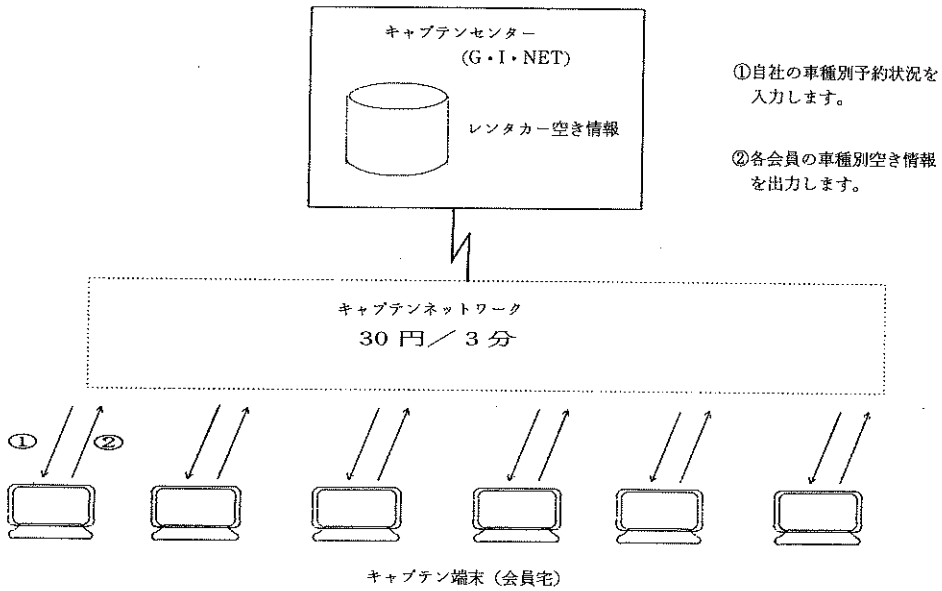 キャプテンセンター
(G・I・NET)
レンタカー空き情報
①自社の車種別予約状況を
入力します。
②各会員の車種別空き情報
を出力します。
キャプテンネットワーク
30 円／ 3 分
① ②
キャプテン端末（会員宅）